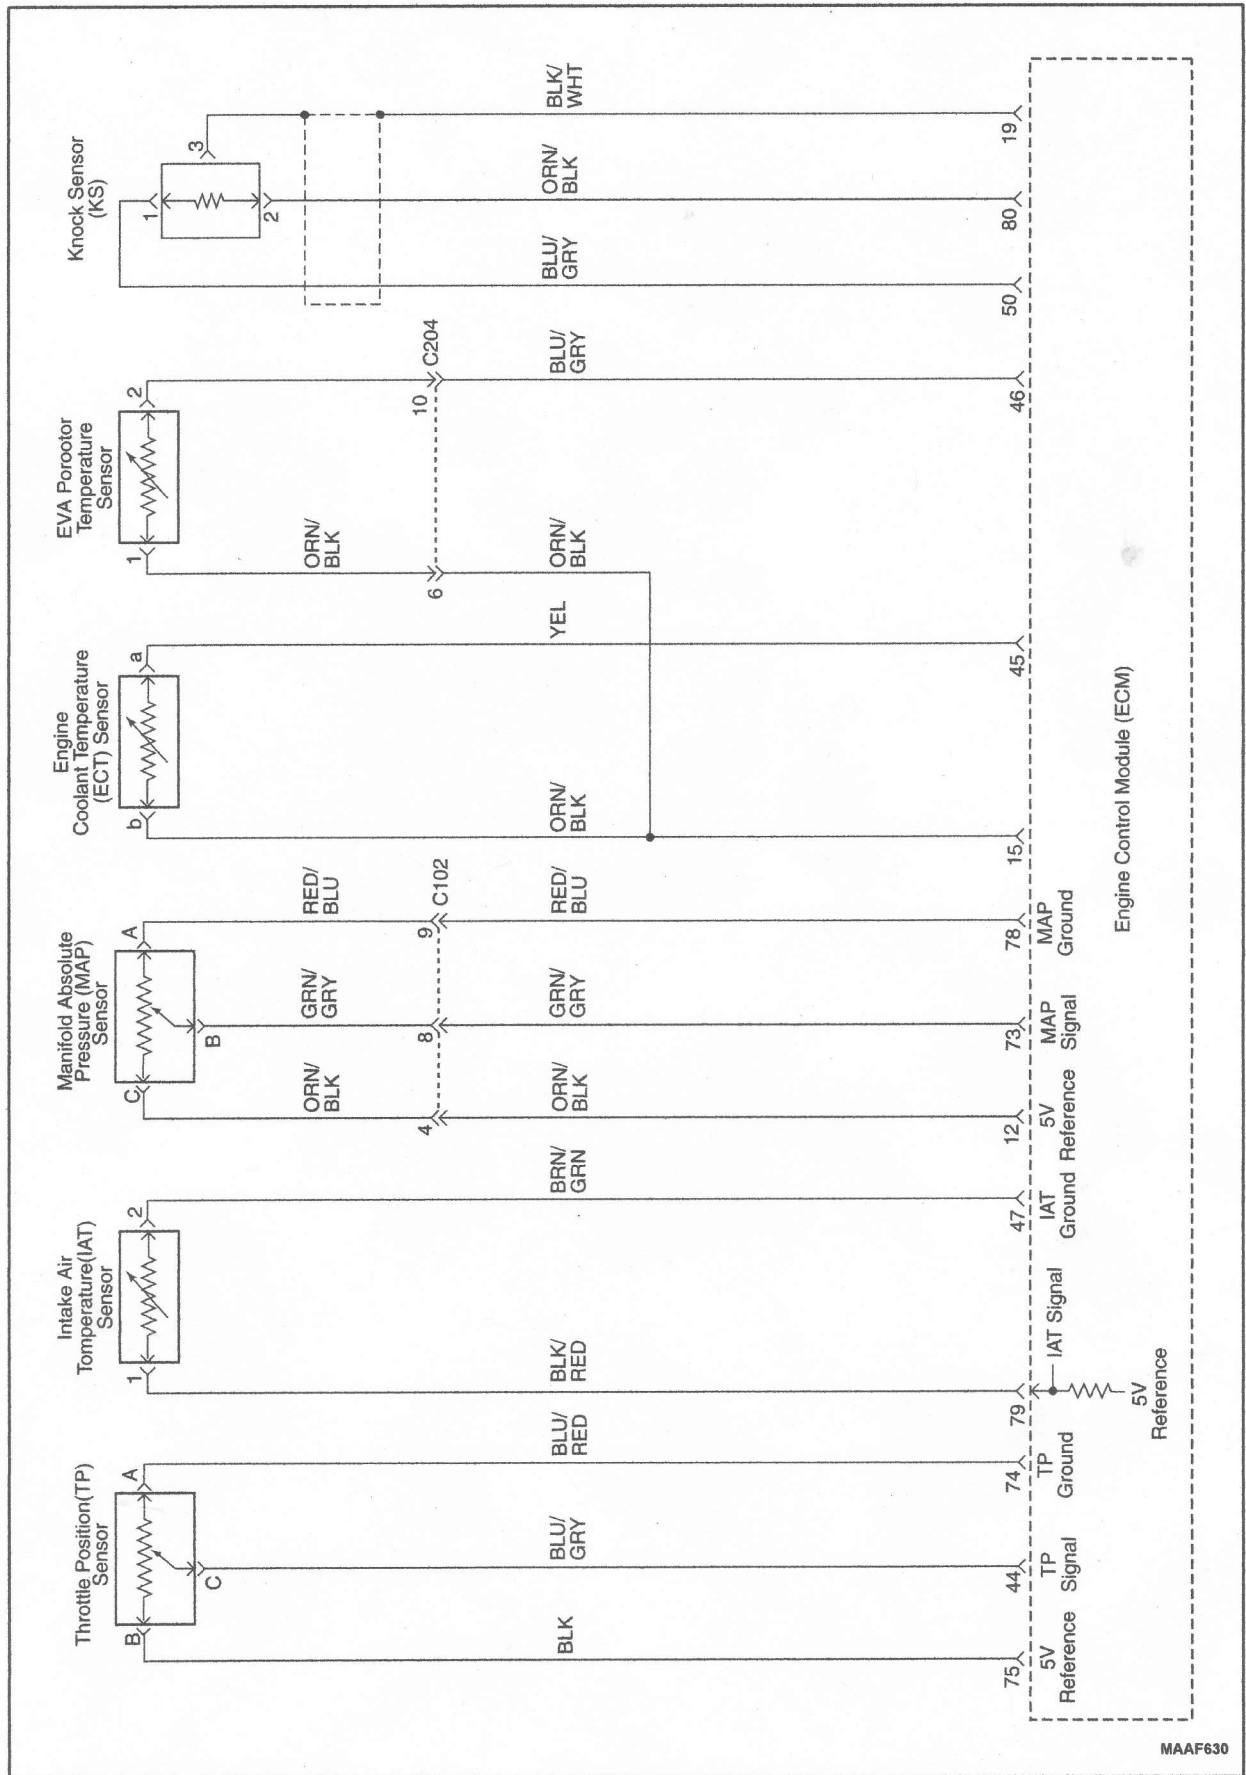 Throttle Position(TP)
Sensor
B
A
C
BLK
BLU/
GRY
BLU/
RED
75
44
74
5V
Reference
TP
Signal
TP
Ground
Intake Air
Tomperature(IAT)
Sensor
1
2
BLK/
RED
BRN/
GRN
79
47
IAT Signal
5V
Reference
IAT
Ground
Manifold Absolute
Pressure (MAP)
Sensor
C
A
B
ORN/
BLK
GRN/
GRY
RED/
BLU
4
8
9
C102
ORN/
BLK
GRN/
GRY
RED/
BLU
12
73
78
5V
Reference
MAP
Signal
MAP
Ground
Engine
Coolant Temperature
(ECT) Sensor
b
a
ORN/
BLK
YEL
15
45
EVA Porootor
Temperature
Sensor
1
2
ORN/
BLK
6
10
C204
ORN/
BLK
BLU/
GRY
46
Knock Sensor
(KS)
1
2
3
BLU/
GRY
ORN/
BLK
BLK/
WHT
50
80
19
Engine Control Module (ECM)
MAAF630